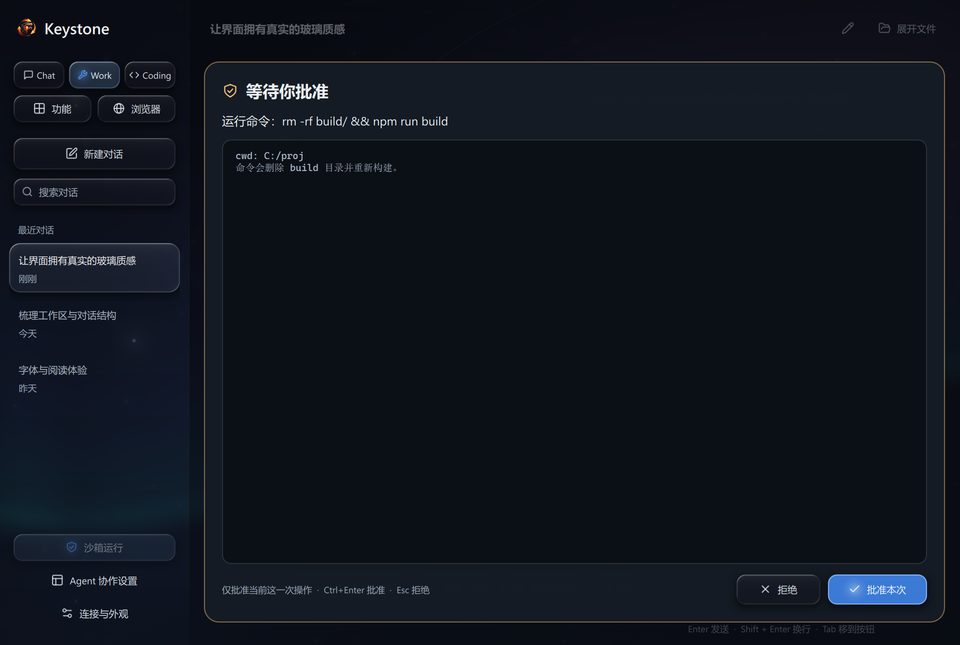 Keystone
Chat
Work
Coding
功能
浏览器
新建对话
搜索对话
最近对话
让界面拥有真实的玻璃质感
刚刚
梳理工作区与对话结构
今天
字体与阅读体验
昨天
沙箱运行
Agent 协作设置
连接与外观
让界面拥有真实的玻璃质感
展开文件
等待你批准
运行命令：rm -rf build/ && npm run build
cwd: C:/proj
命令会删除 build 目录并重新构建。
仅批准当前这一次操作 · Ctrl+Enter 批准 · Esc 拒绝
拒绝
批准本次
Enter 发送 · Shift + Enter 换行 · Tab 移到按钮